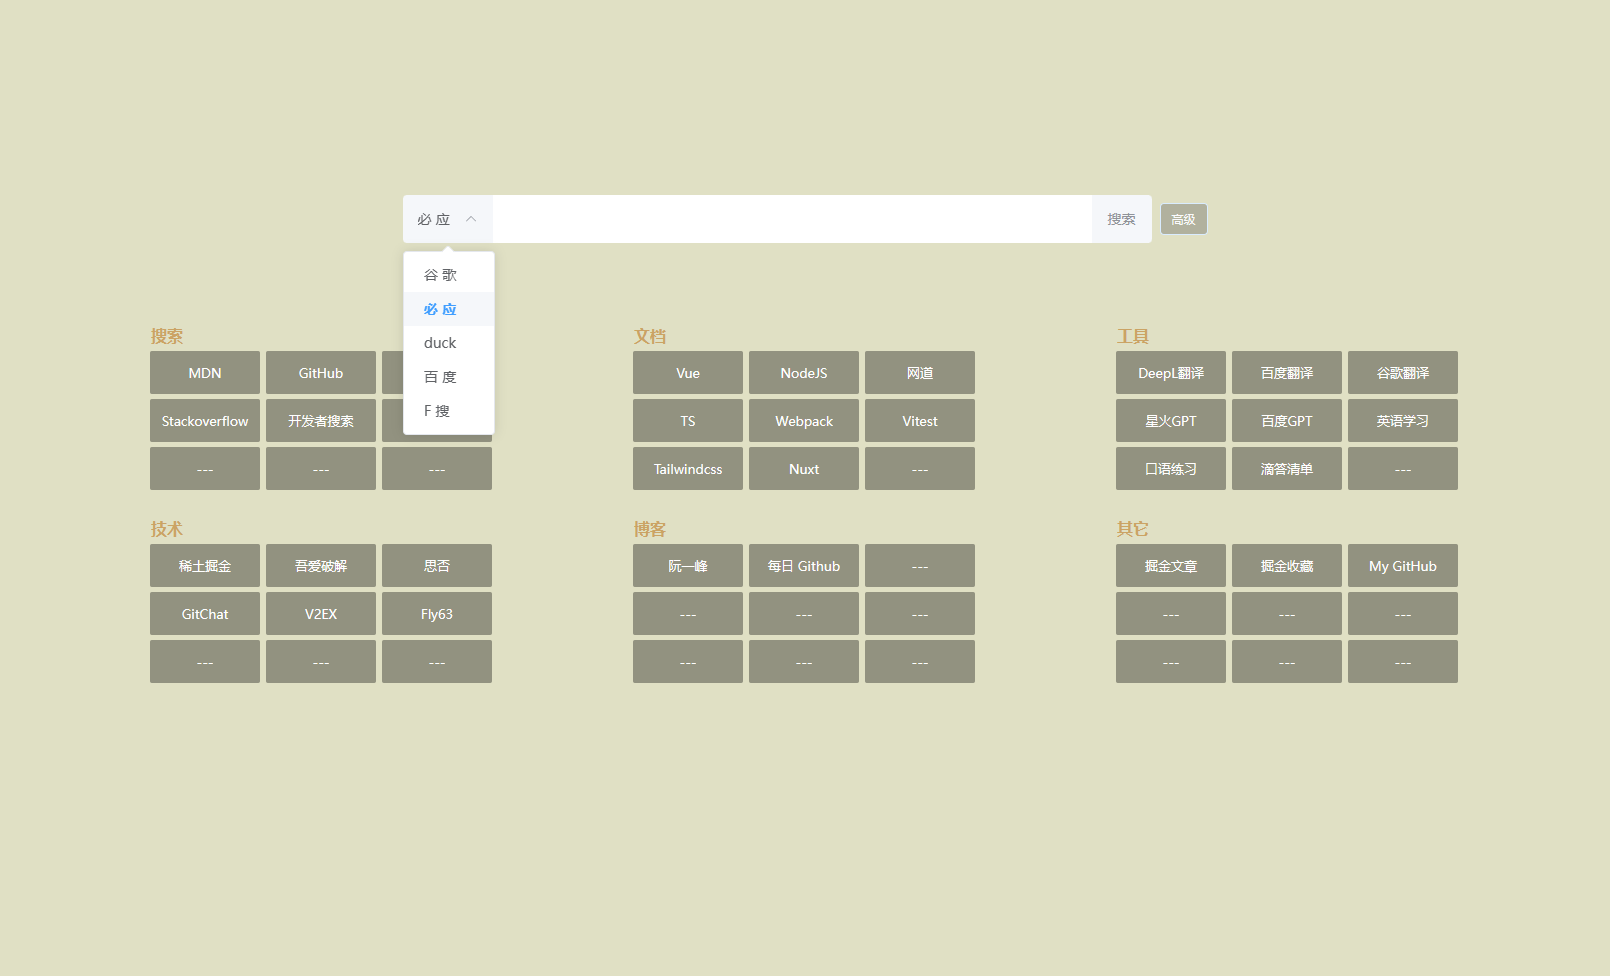 必 应
搜索
高级
谷 歌
必 应
duck
百 度
F 搜
搜索
MDN
GitHub
Stackoverflow
开发者搜索
---
---
---
文档
Vue
NodeJS
网道
TS
Webpack
Vitest
Tailwindcss
Nuxt
---
工具
DeepL翻译
百度翻译
谷歌翻译
星火GPT
百度GPT
英语学习
口语练习
滴答清单
---
技术
稀土掘金
吾爱破解
思否
GitChat
V2EX
Fly63
---
---
---
博客
阮一峰
每日 Github
---
---
---
---
---
---
---
其它
掘金文章
掘金收藏
My GitHub
---
---
---
---
---
---